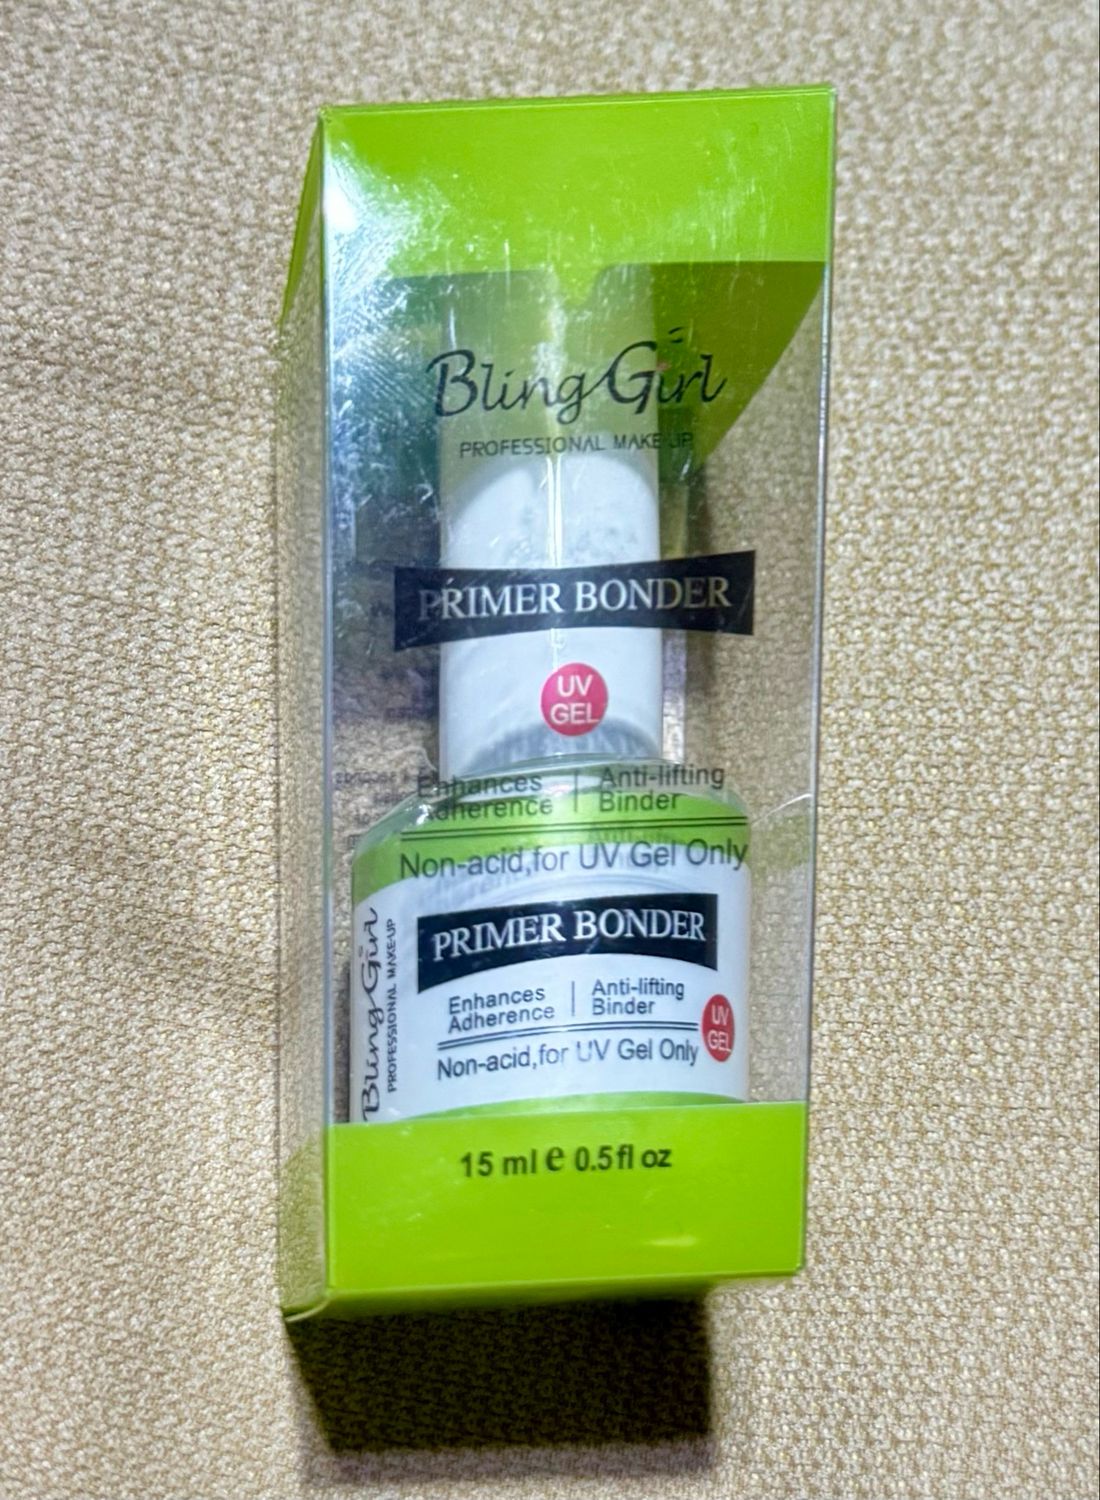 Bling Girl
PROFESSIONAL MAKE-UP
PRIMER BONDER
UV
GEL
Enhances | Anti-lifting
Adherence | Binder
Non-acid,for UV Gel Only
PRIMER BONDER
Enhances | Anti-lifting
Adherence | Binder
UV
GEL
Non-acid,for UV Gel Only
Bling Girl
PROFESSIONAL MAKE-UP
15 ml e 0.5 fl oz